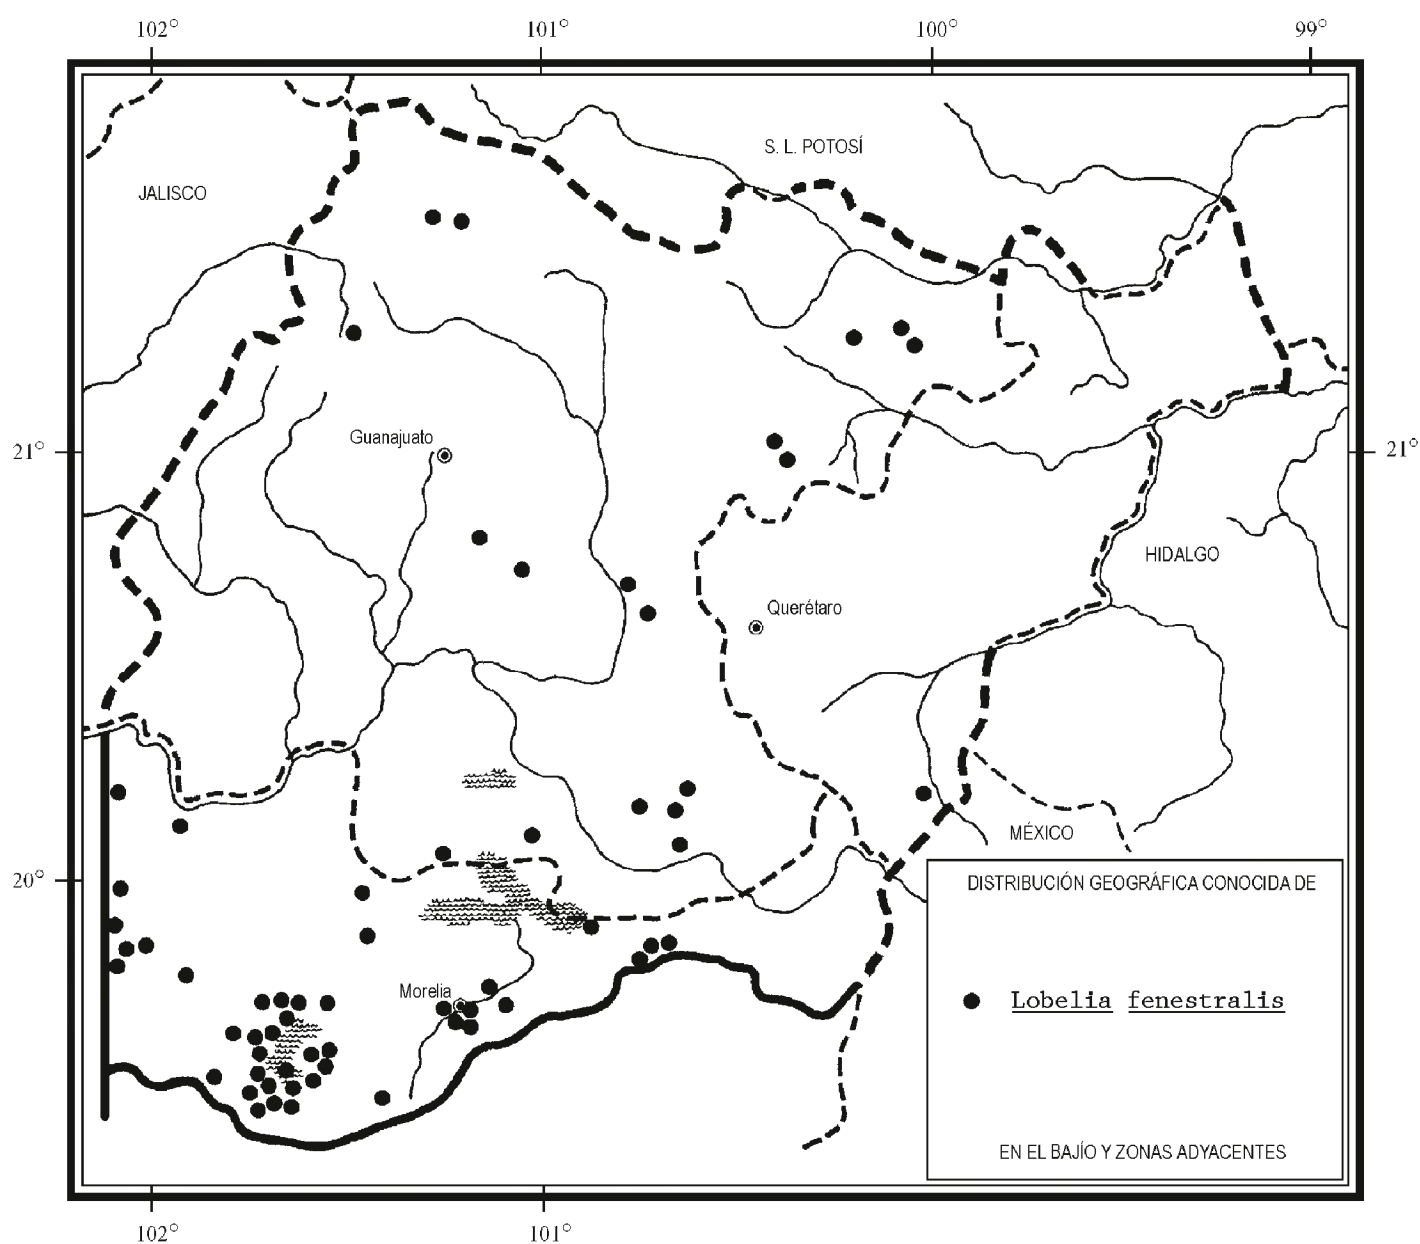 102° 101° 100° 99°
S. L. POTOSÍ
JALISCO
Guanajuato
21° 21°
HIDALGO
Querétaro
MÉXICO
20°
DISTRIBUCIÓN GEOGRÁFICA CONOCIDA DE
Morelia
Lobelia fenestralis
EN EL BAJÍO Y ZONAS ADYACENTES
102° 101°